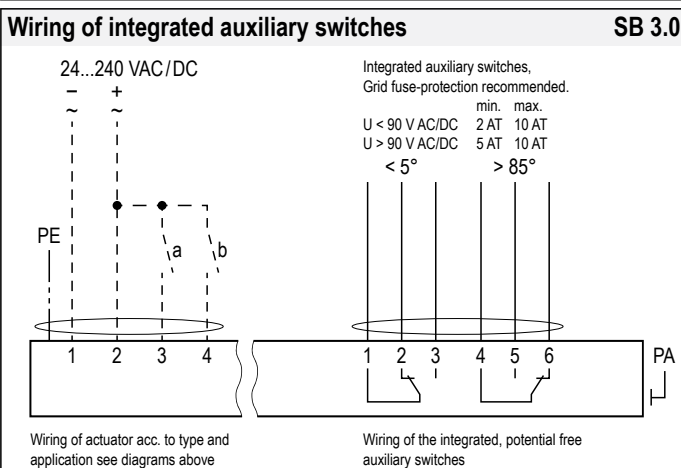 Wiring of integrated auxiliary switches SB 3.0
24...240 VAC/DC
– +
~ ~
Integrated auxiliary switches,
Grid fuse-protection recommended.
min. max.
U < 90 V AC/DC 2 AT 10 AT
U > 90 V AC/DC 5 AT 10 AT
< 5° > 85°
PE
a b
1 2 3 4 1 2 3 4 5 6 PA
Wiring of actuator acc. to type and
application see diagrams above
Wiring of the integrated, potential free
auxiliary switches